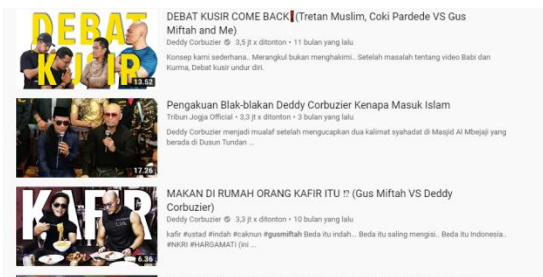 DEBAT
KUSIR
13.52
DEBAT KUSIR COME BACK‼️(Tretan Muslim, Coki Pardede VS Gus
Miftah and Me)
Deddy Corbuzier 3,5 jt x ditonton • 11 bulan yang lalu
Konsep kami sederhana.. Merangkul bukan menghakimi.. Setelah masalah tentang video Babi dan
Kurma, Debat kusir undur diri.
17.26
Pengakuan Blak-blakan Deddy Corbuzier Kenapa Masuk Islam
Tribun Jogja Official • 3,3 jt x ditonton • 3 bulan yang lalu
Deddy Corbuzier menjadi mualaf setelah mengucapkan dua kalimat syahadat di Masjid Al Mbejaji yang
berada di Dusun Tundan ...
KAFIR
6.36
MAKAN DI RUMAH ORANG KAFIR ITU ⁉ (Gus Miftah VS Deddy
Corbuzier)
Deddy Corbuzier 3,3 jt x ditonton • 10 bulan yang lalu
kafir #ustad #indah #caknun #gusmiftah Beda itu indah... Beda itu saling mengisi.. Beda itu Indonesia..
#NKRI #HARGAMATI (ini ...